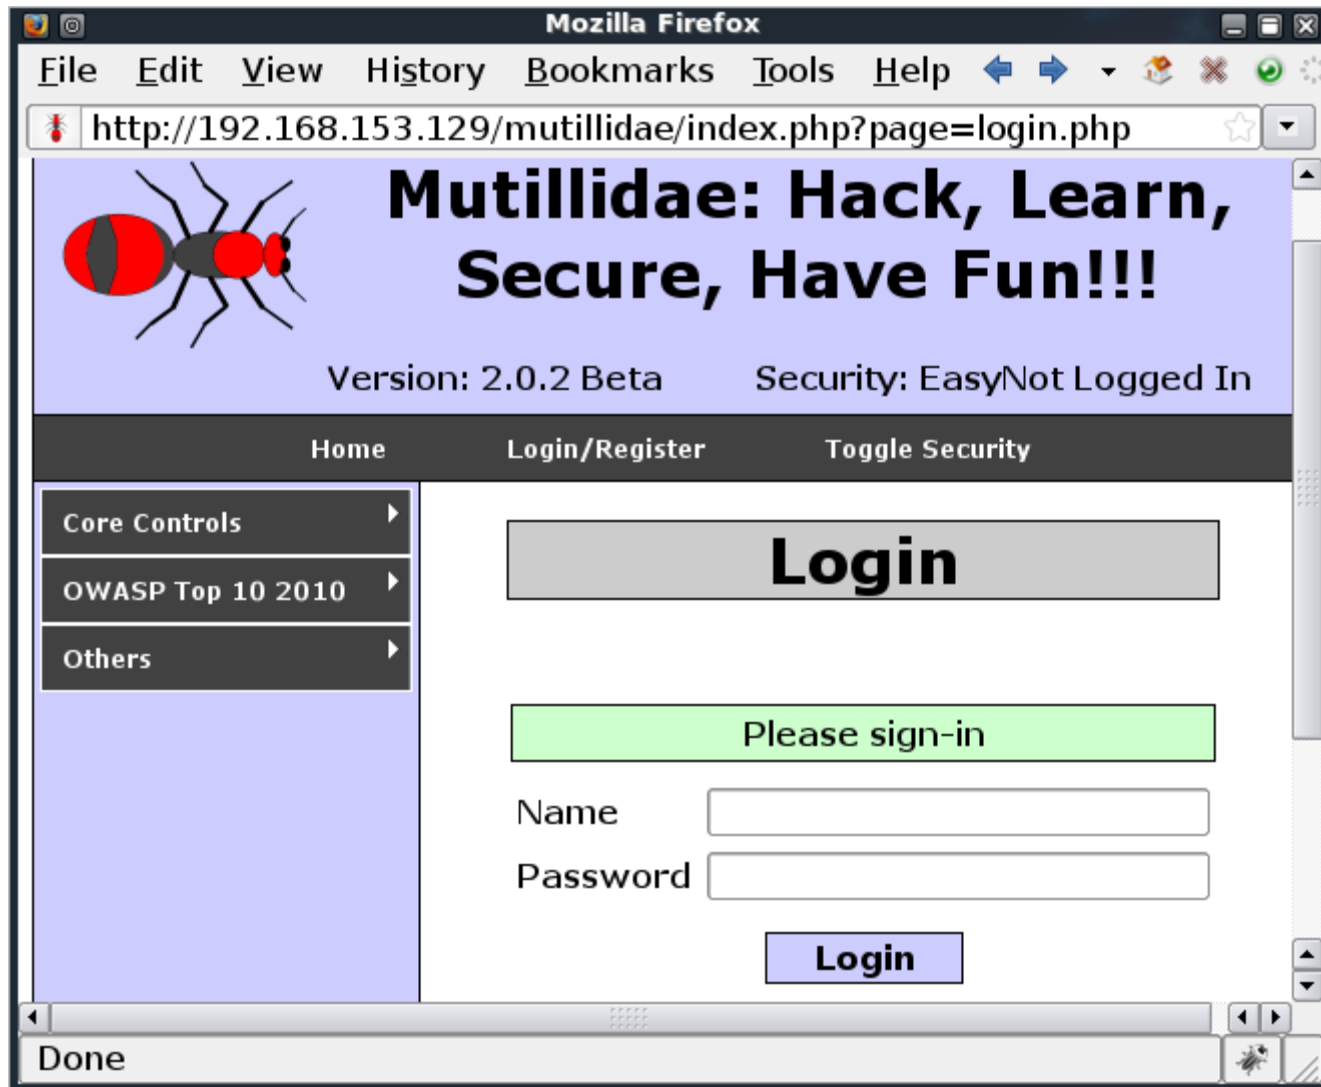 Mozilla Firefox
File Edit View History Bookmarks Tools Help
http://192.168.153.129/mutillidae/index.php?page=login.php
Mutillidae: Hack, Learn,
Secure, Have Fun!!!
Version: 2.0.2 Beta Security: EasyNot Logged In
Home Login/Register Toggle Security
Core Controls
OWASP Top 10 2010
Others
Login
Please sign-in
Name
Password
Login
Done